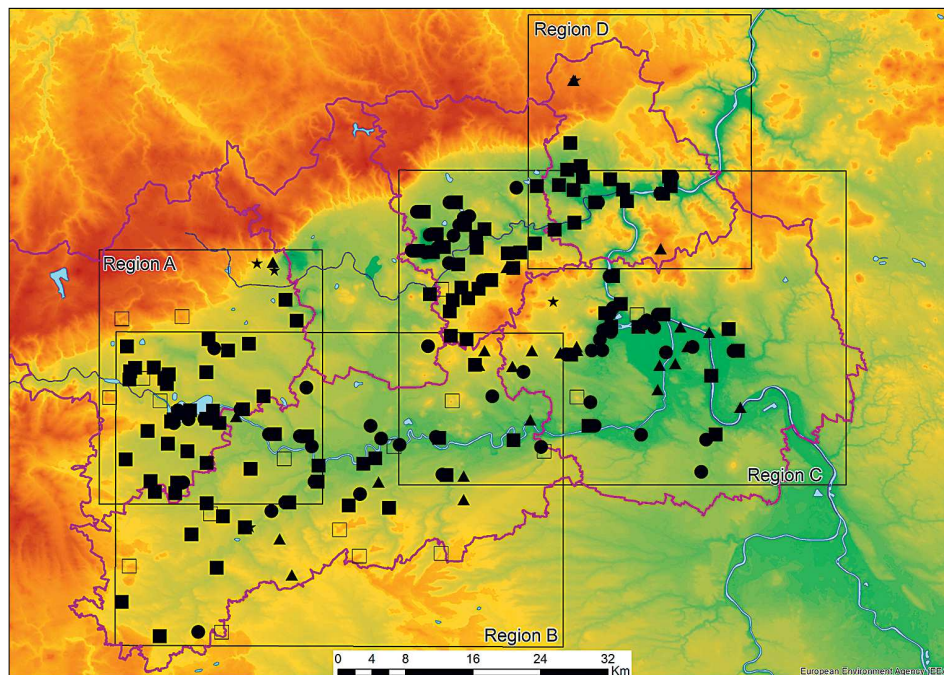 Region D
Region A
Region C
Region B
0 4 8 16 24 32
Km
European Environment Agency (EEA